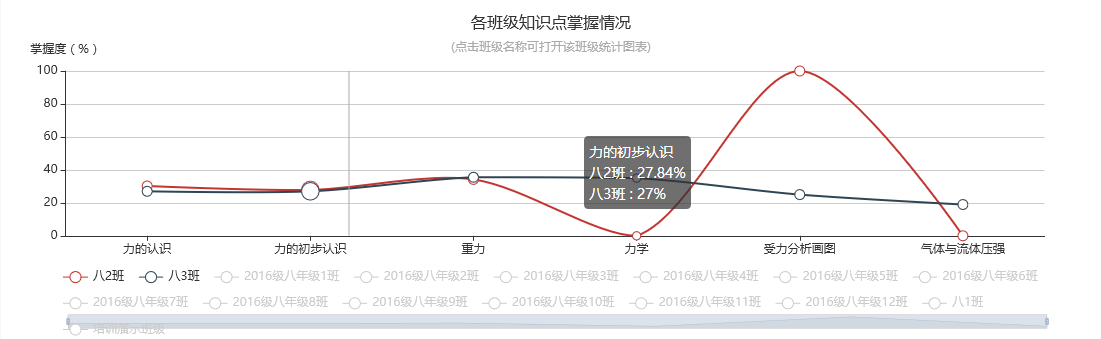 各班级知识点掌握情况
(点击班级名称可打开该班级统计图表)
掌握度（%）
100
80
60
40
20
0
力的初步认识
八2班 : 27.84%
八3班 : 27%
力的认识 力的初步认识 重力 力学 受力分析画图 气体与流体压强
八2班 八3班 2016级八年级1班 2016级八年级2班 2016级八年级3班 2016级八年级4班 2016级八年级5班 2016级八年级6班
2016级八年级7班 2016级八年级8班 2016级八年级9班 2016级八年级10班 2016级八年级11班 2016级八年级12班 八1班
培训演示班级